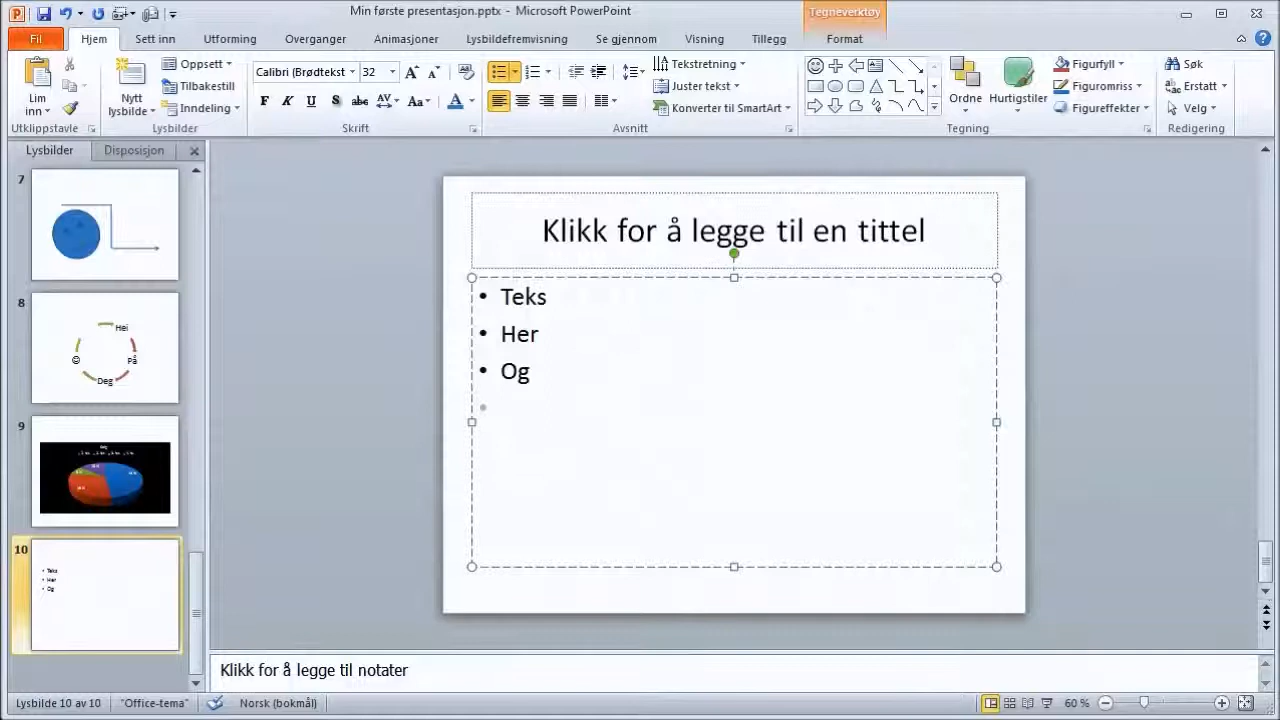 Min første presentasjon.pptx - Microsoft PowerPoint
Tegneverktøy
Fil Hjem Sett inn Utforming Overganger Animasjoner Lysbildefremvisning Se gjennom Visning Tillegg Format
Lim inn
Utklippstavle
Nytt lysbilde
Oppsett
Tilbakestill
Inndeling
Lysbilder
Calibri (Brødtekst) 32
F K U S abc AV Aa A
Skrift
Tekstretning
Juster tekst
Konverter til SmartArt
Avsnitt
Ordne
Hurtigstiler
Figurfyll
Figuromriss
Figureffekter
Tegning
Søk
Erstatt
Velg
Redigering
Lysbilder Disposisjon
7
8
Hei
På
Deg
9
10
Teks
Her
Og
Klikk for å legge til en tittel
• Teks
• Her
• Og
•
Klikk for å legge til notater
Lysbilde 10 av 10 "Office-tema" Norsk (bokmål) 60 %